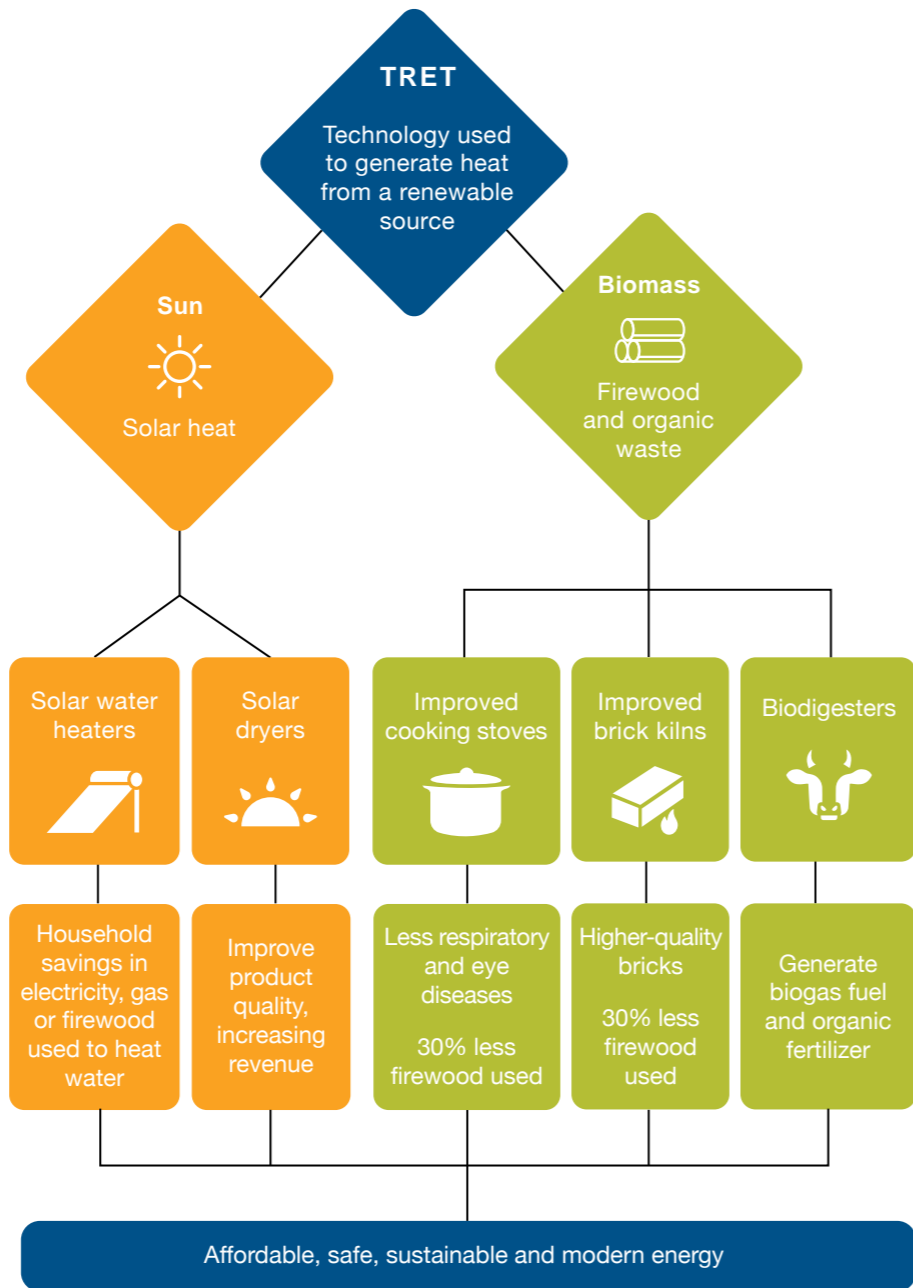 TRET
Technology used
to generate heat
from a renewable
source
Sun
Solar heat
Biomass
Firewood
and organic
waste
Solar water
heaters
Solar
dryers
Improved
cooking stoves
Improved
brick kilns
Biodigesters
Household
savings in
electricity, gas
or firewood
used to heat
water
Improve
product
quality,
increasing
revenue
Less respiratory
and eye
diseases
30% less
firewood used
Higher-quality
bricks
30% less
firewood
used
Generate
biogas fuel
and organic
fertilizer
Affordable, safe, sustainable and modern energy